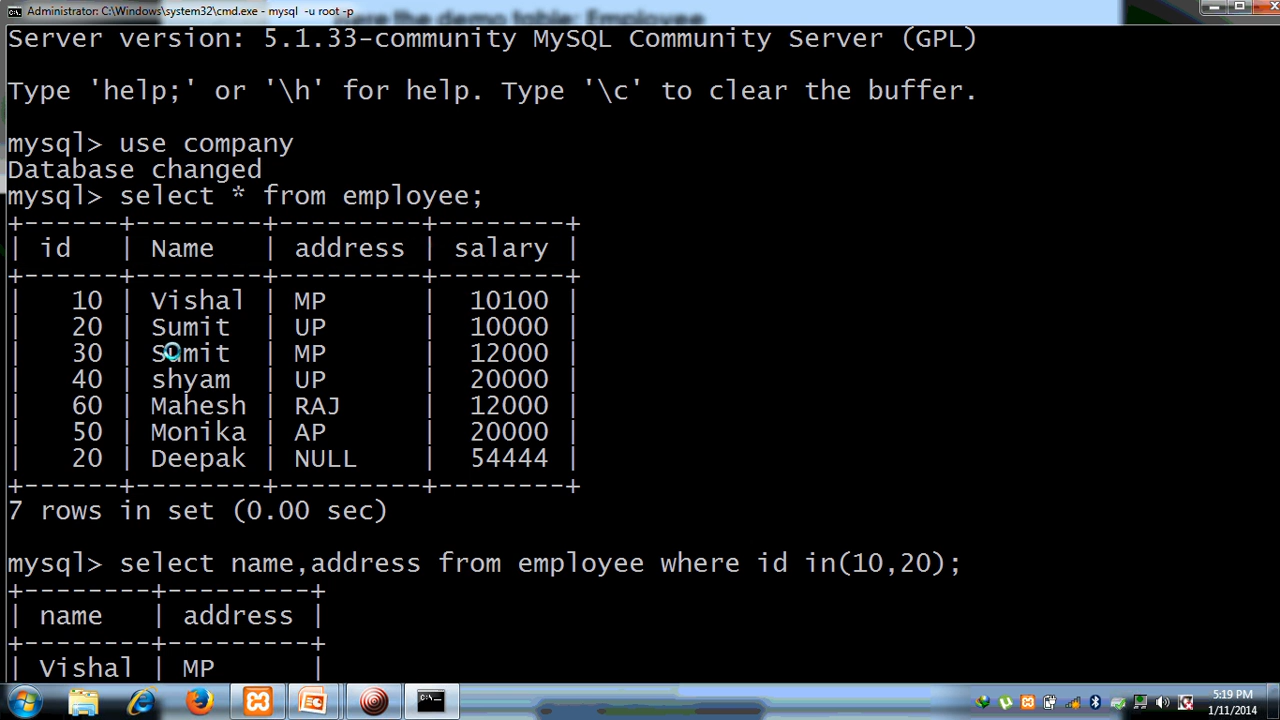 Administrator: C:\Windows\system32\cmd.exe - mysql -u root -p
here the demo table Employee
Server version: 5.1.33-community MySQL Community Server (GPL)
Type 'help;' or '\h' for help. Type '\c' to clear the buffer.
mysql> use company
Database changed
mysql> select * from employee;
+------+--------+---------+--------+
| id   | Name   | address | salary |
+------+--------+---------+--------+
|   10 | Vishal | MP      |  10100 |
|   20 | Sumit  | UP      |  10000 |
|   30 | Sumit  | MP      |  12000 |
|   40 | shyam  | UP      |  20000 |
|   60 | Mahesh | RAJ     |  12000 |
|   50 | Monika | AP      |  20000 |
|   20 | Deepak | NULL    |  54444 |
+------+--------+---------+--------+
7 rows in set (0.00 sec)
mysql> select name,address from employee where id in(10,20);
+--------+---------+
| name   | address |
+--------+---------+
| Vishal | MP      |
5:19 PM
1/11/2014